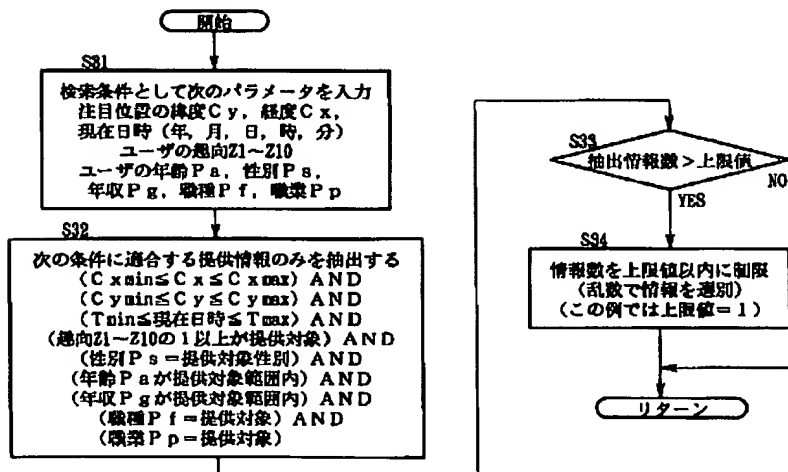 開始
S31
検索条件として次のパラメータを入力
注目位置の緯度Cy，経度Cx，
現在日時（年，月，日，時，分）
ユーザの趣向Z1～Z10
ユーザの年齢Pa，性別Ps，
年収Pg，職種Pf，職業Pp
S32
次の条件に適合する提供情報のみを抽出する
(Cxmin≦Cx≦Cxmax) AND
(Cymin≦Cy≦Cymax) AND
(Tmin≦現在日時≦Tmax) AND
(趣向Z1～Z10の1以上が提供対象) AND
(性別Ps＝提供対象性別) AND
(年齢Paが提供対象範囲内) AND
(年収Pgが提供対象範囲内) AND
(職種Pf＝提供対象) AND
(職業Pp＝提供対象)
S33
抽出情報数＞上限値
NO
YES
S34
情報数を上限値以内に制限
(乱数で情報を選別)
(この例では上限値＝1)
リターン